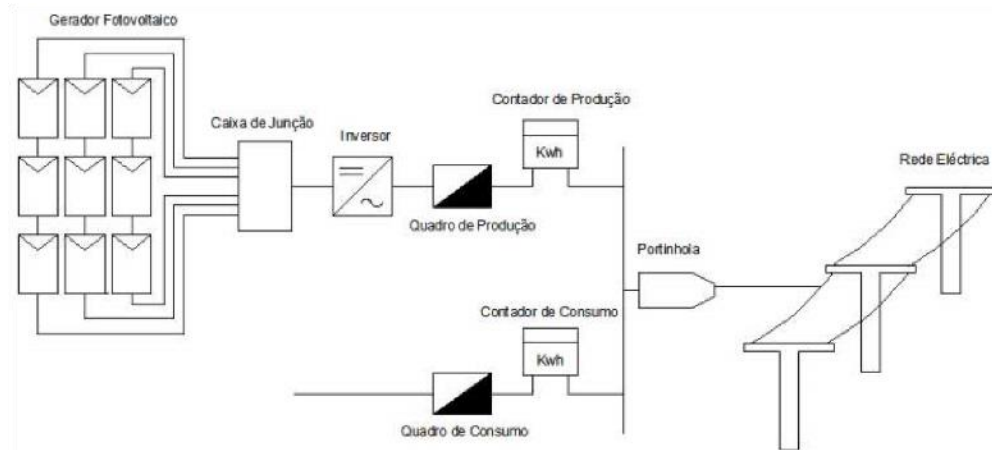 Gerador Fotovoltaico
Caixa de Junção
Inversor
Contador de Produção
Kwh
Quadro de Produção
Rede Eléctrica
Portinhola
Contador de Consumo
Kwh
Quadro de Consumo